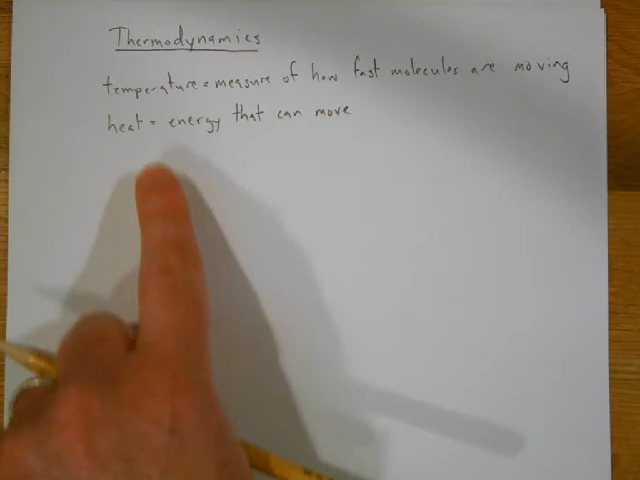 Thermodynamics
temperature = measure of how fast molecules are moving
heat = energy that can move